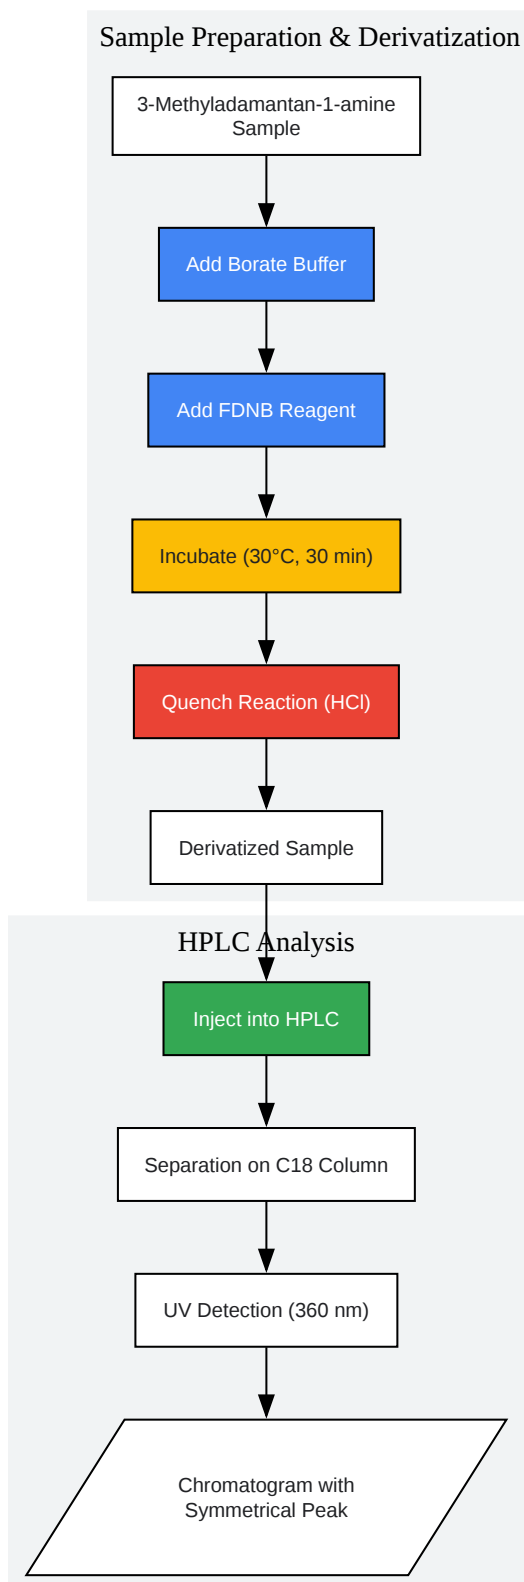 Sample Preparation & Derivatization
3-Methyladamantan-1-amine
Sample
Add Borate Buffer
Add FDNB Reagent
Incubate (30°C, 30 min)
Quench Reaction (HCl)
Derivatized Sample
HPLC Analysis
Inject into HPLC
Separation on C18 Column
UV Detection (360 nm)
Chromatogram with
Symmetrical Peak